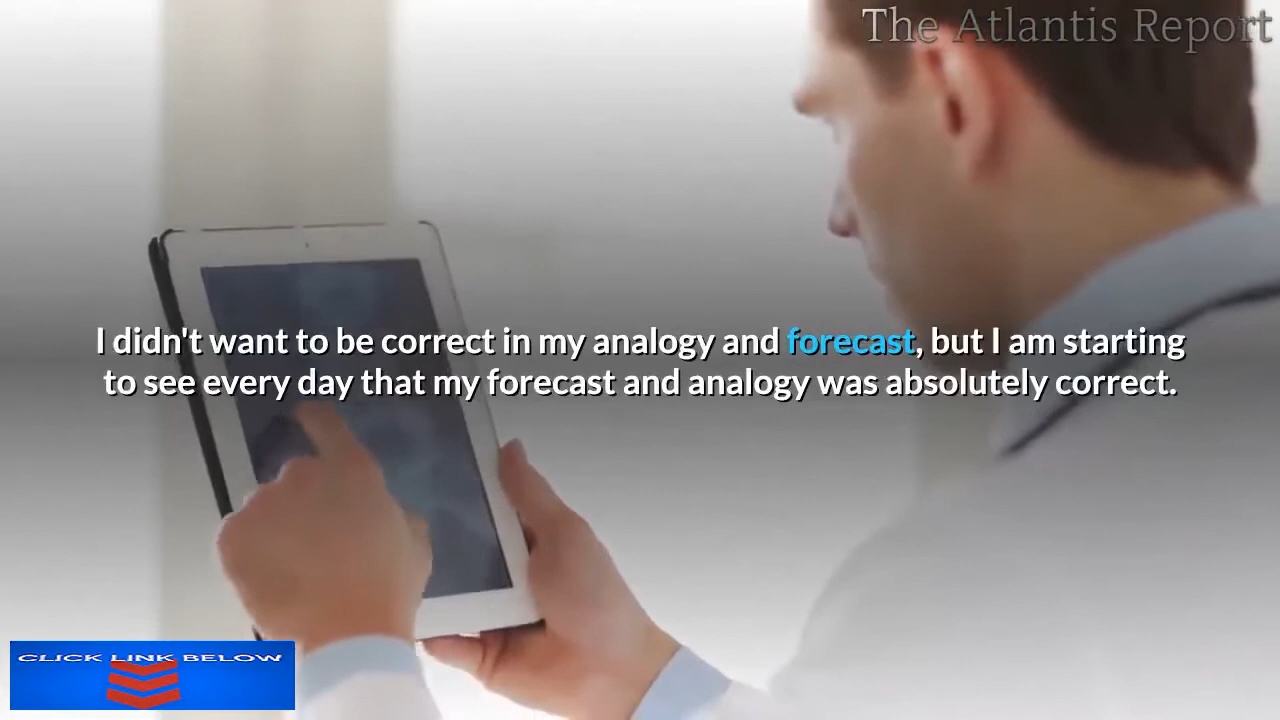 The Atlantis Report
I didn't want to be correct in my analogy and forecast, but I am starting
to see every day that my forecast and analogy was absolutely correct.
CLICK LINK BELOW